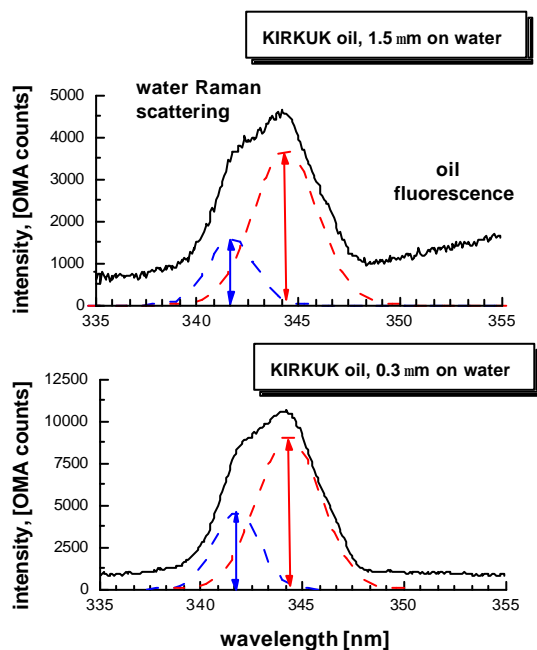 KIRKUK oil, 1.5 mm on water
water Raman
scattering
oil
fluorescence
intensity, [OMA counts]
5000
4000
3000
2000
1000
0
335
340
345
350
355
KIRKUK oil, 0.3 mm on water
intensity, [OMA counts]
12500
10000
7500
5000
2500
0
335
340
345
350
355
wavelength [nm]